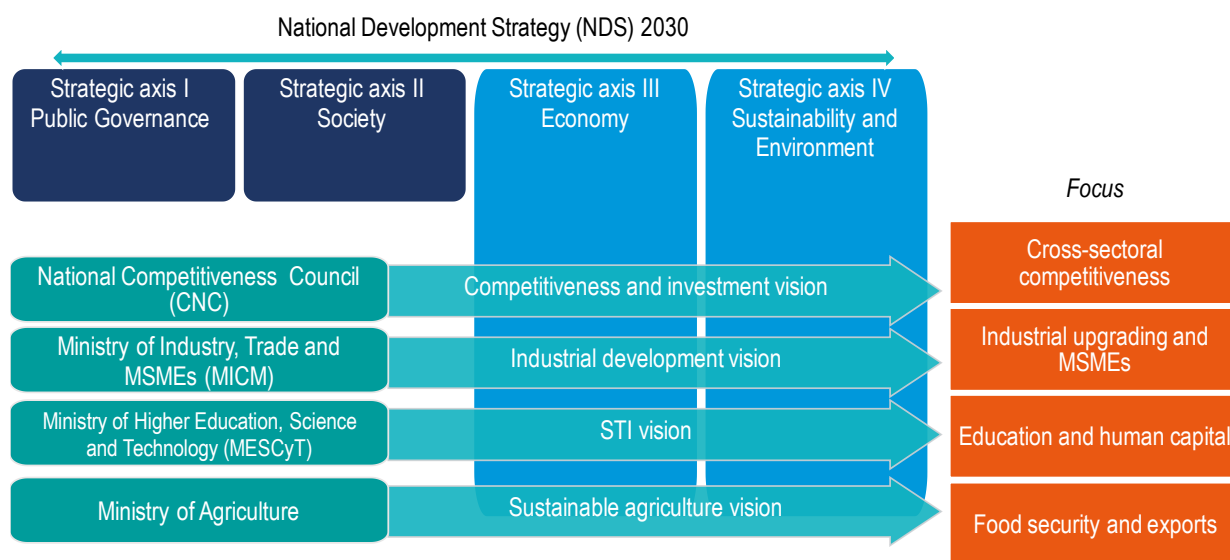 National Development Strategy (NDS) 2030
Strategic axis I
Public Governance
Strategic axis II
Society
Strategic axis III
Economy
Strategic axis IV
Sustainability and
Environment
Focus
National Competitiveness Council
(CNC)
Competitiveness and investment vision
Cross-sectoral
competitiveness
Ministry of Industry, Trade and
MSMEs (MICM)
Industrial development vision
Industrial upgrading and
MSMEs
Ministry of Higher Education, Science
and Technology (MESCyT)
STI vision
Education and human capital
Ministry of Agriculture
Sustainable agriculture vision
Food security and exports